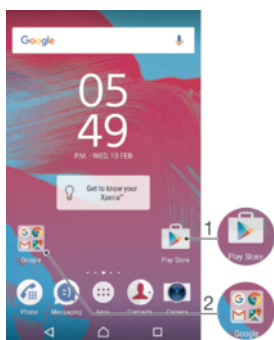 Google
05
49
P.M. - WED, 10 FEB
Get to know your
Xperia™
1
Play Store
Google
Play Store
2
Phone
Messaging
Apps
Contacts
Camera
Google